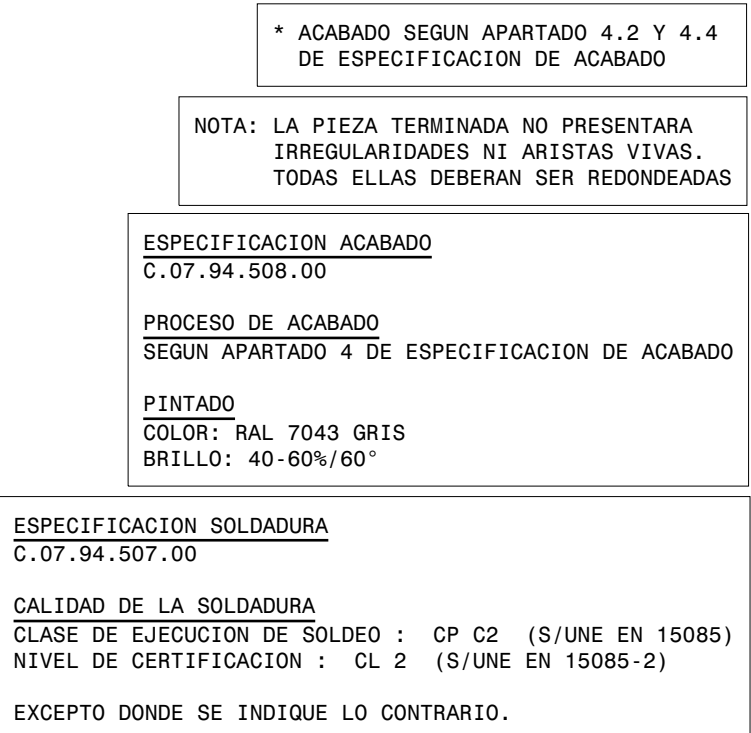 * ACABADO SEGUN APARTADO 4.2 Y 4.4
DE ESPECIFICACION DE ACABADO
NOTA: LA PIEZA TERMINADA NO PRESENTARA
IRREGULARIDADES NI ARISTAS VIVAS.
TODAS ELLAS DEBERAN SER REDONDEADAS
ESPECIFICACION ACABADO
C.07.94.508.00
PROCESO DE ACABADO
SEGUN APARTADO 4 DE ESPECIFICACION DE ACABADO
PINTADO
COLOR: RAL 7043 GRIS
BRILLO: 40-60%/60°
ESPECIFICACION SOLDADURA
C.07.94.507.00
CALIDAD DE LA SOLDADURA
CLASE DE EJECUCION DE SOLDEO : CP C2 (S/UNE EN 15085)
NIVEL DE CERTIFICACION : CL 2 (S/UNE EN 15085-2)
EXCEPTO DONDE SE INDIQUE LO CONTRARIO.